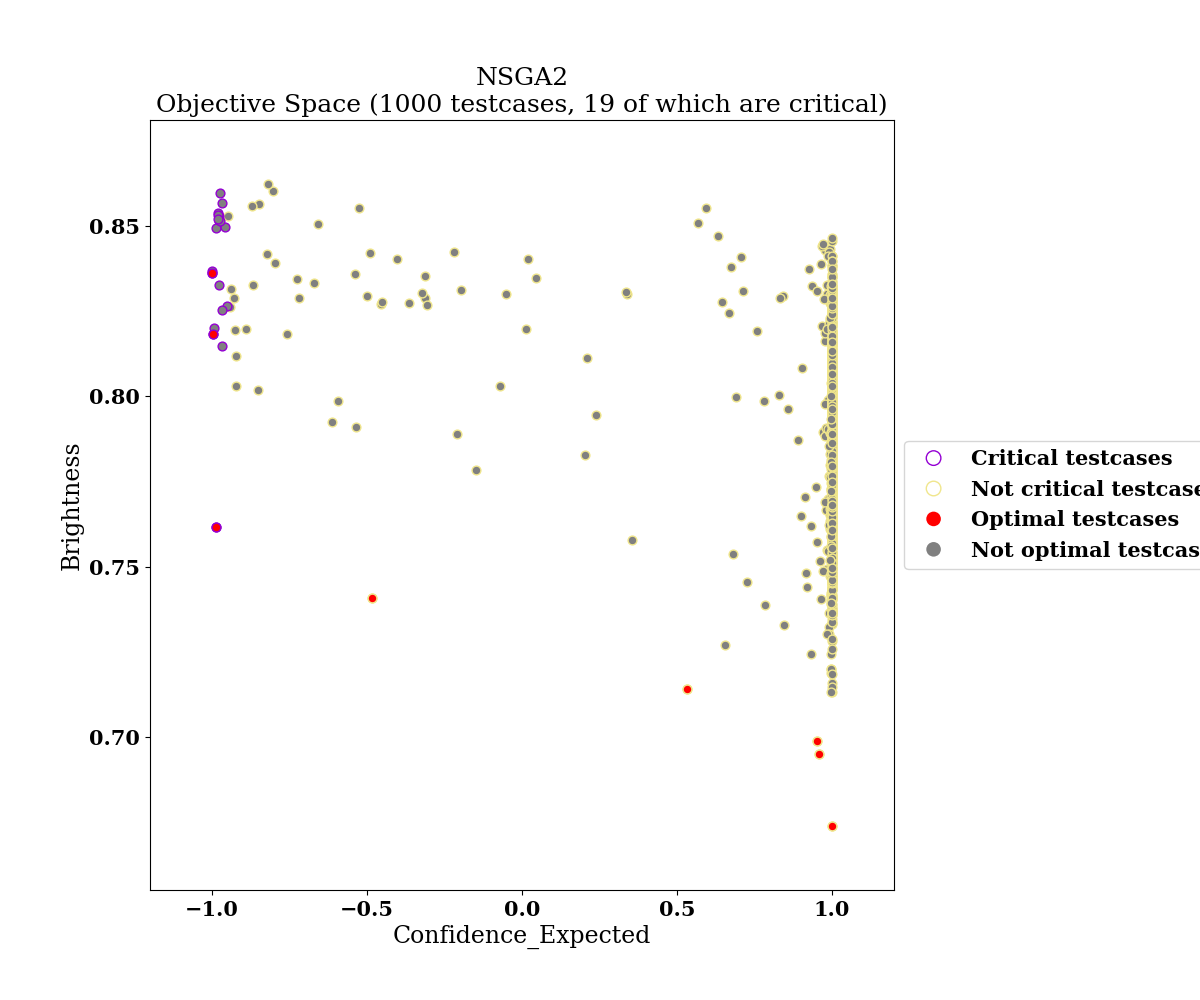 NSGA2
Objective Space (1000 testcases, 19 of which are critical)
0.85
0.80
0.75
0.70
Brightness
−1.0
−0.5
0.0
0.5
1.0
Confidence_Expected
Critical testcases
Not critical testcase
Optimal testcases
Not optimal testcas